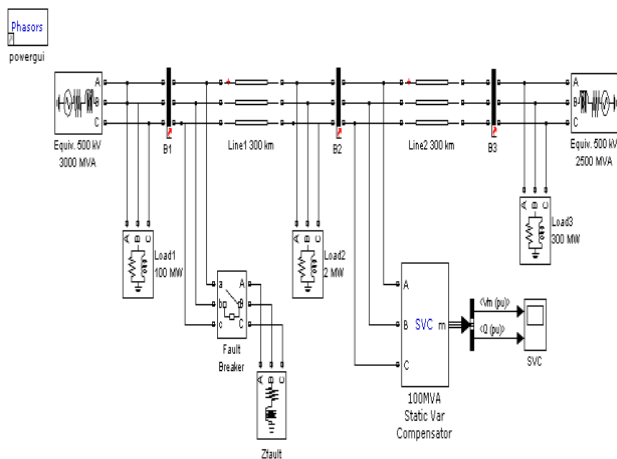 Phasors
powergui
A
B
C
Equiv. 500 kV
3000 MVA
B1
Line1 300 km
B2
Line2 300 km
B3
A
B
C
Equiv. 500 kV
2500 MVA
A B C
Load1
100 MW
A B C
Load2
2 MW
A B C
Load3
300 MW
a
b
c
A
B
C
Fault
Breaker
A B C
Zfault
A
B
C
SVC
m
100MVA
Static Var
Compensator
<Vm (pu)>
<Q (pu)>
SVC